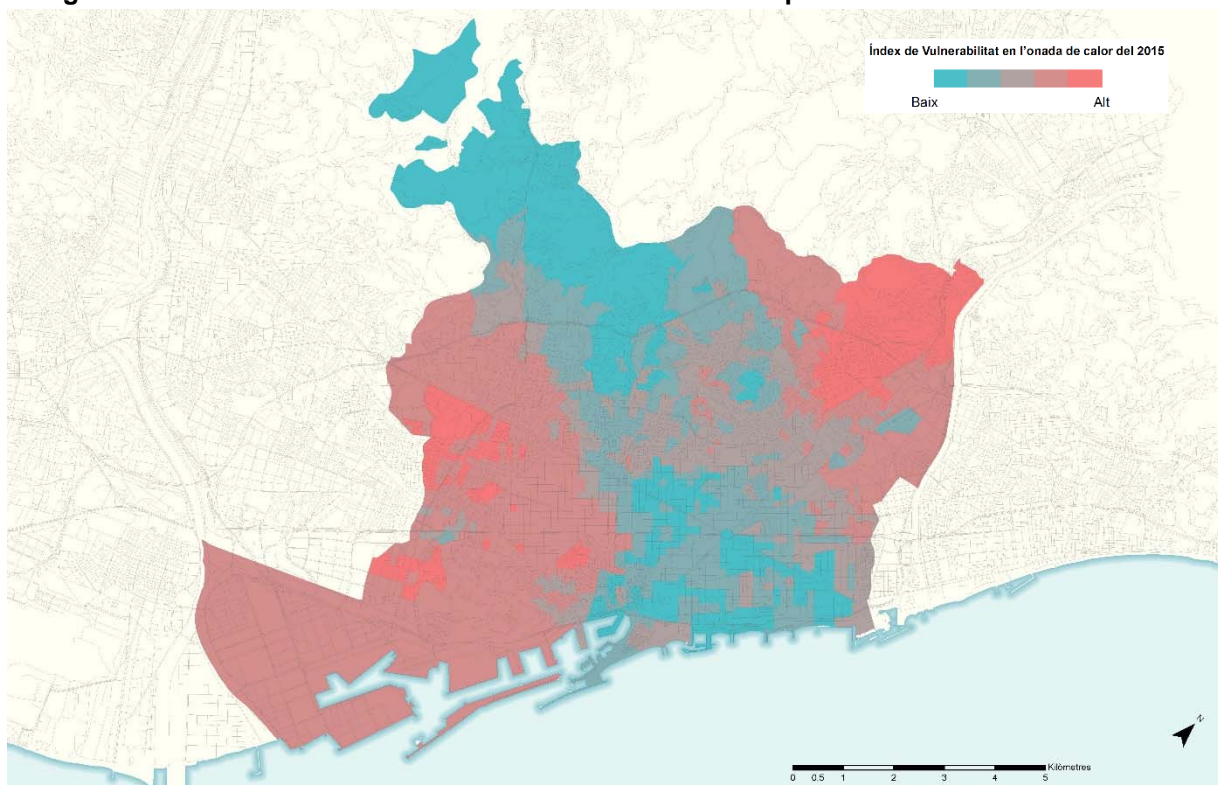 Índex de Vulnerabilitat en l'onada de calor del 2015
Baix
Alt
N
Kilòmetres
0 0.5 1 2 3 4 5